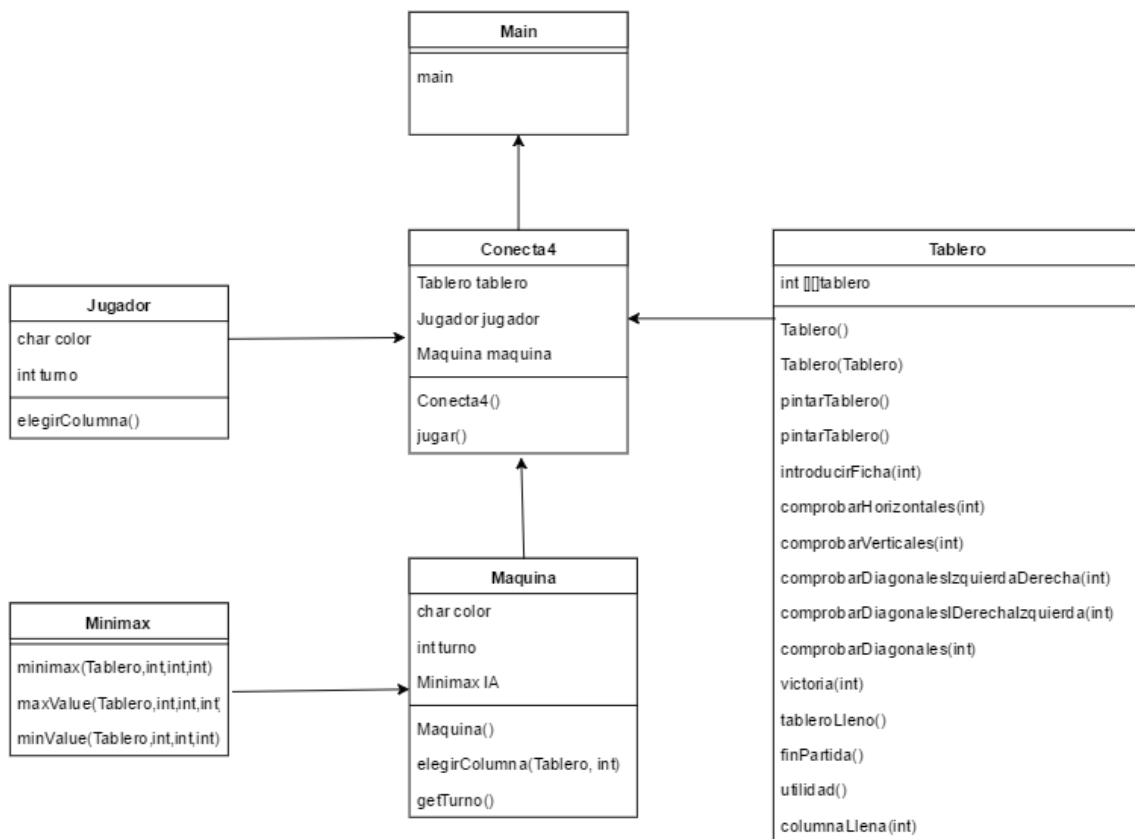 Main
main
Conecta4
Tablero tablero
Jugador jugador
Maquina maquina
Conecta4()
jugar()
Jugador
char color
int turno
elegirColumna()
Tablero
int [][]tablero
Tablero()
Tablero(Tablero)
pintarTablero()
pintarTablero()
introducirFicha(int)
comprobarHorizontales(int)
comprobarVerticales(int)
comprobarDiagonalesIzquierdaDerecha(int)
comprobarDiagonalesIDerechaIzquierda(int)
comprobarDiagonales(int)
victoria(int)
tableroLleno()
finPartida()
utilidad()
columnaLlena(int)
Minimax
minimax(Tablero,int,int,int)
maxValue(Tablero,int,int,int)
minValue(Tablero,int,int,int)
Maquina
char color
int turno
Minimax IA
Maquina()
elegirColumna(Tablero, int)
getTurno()